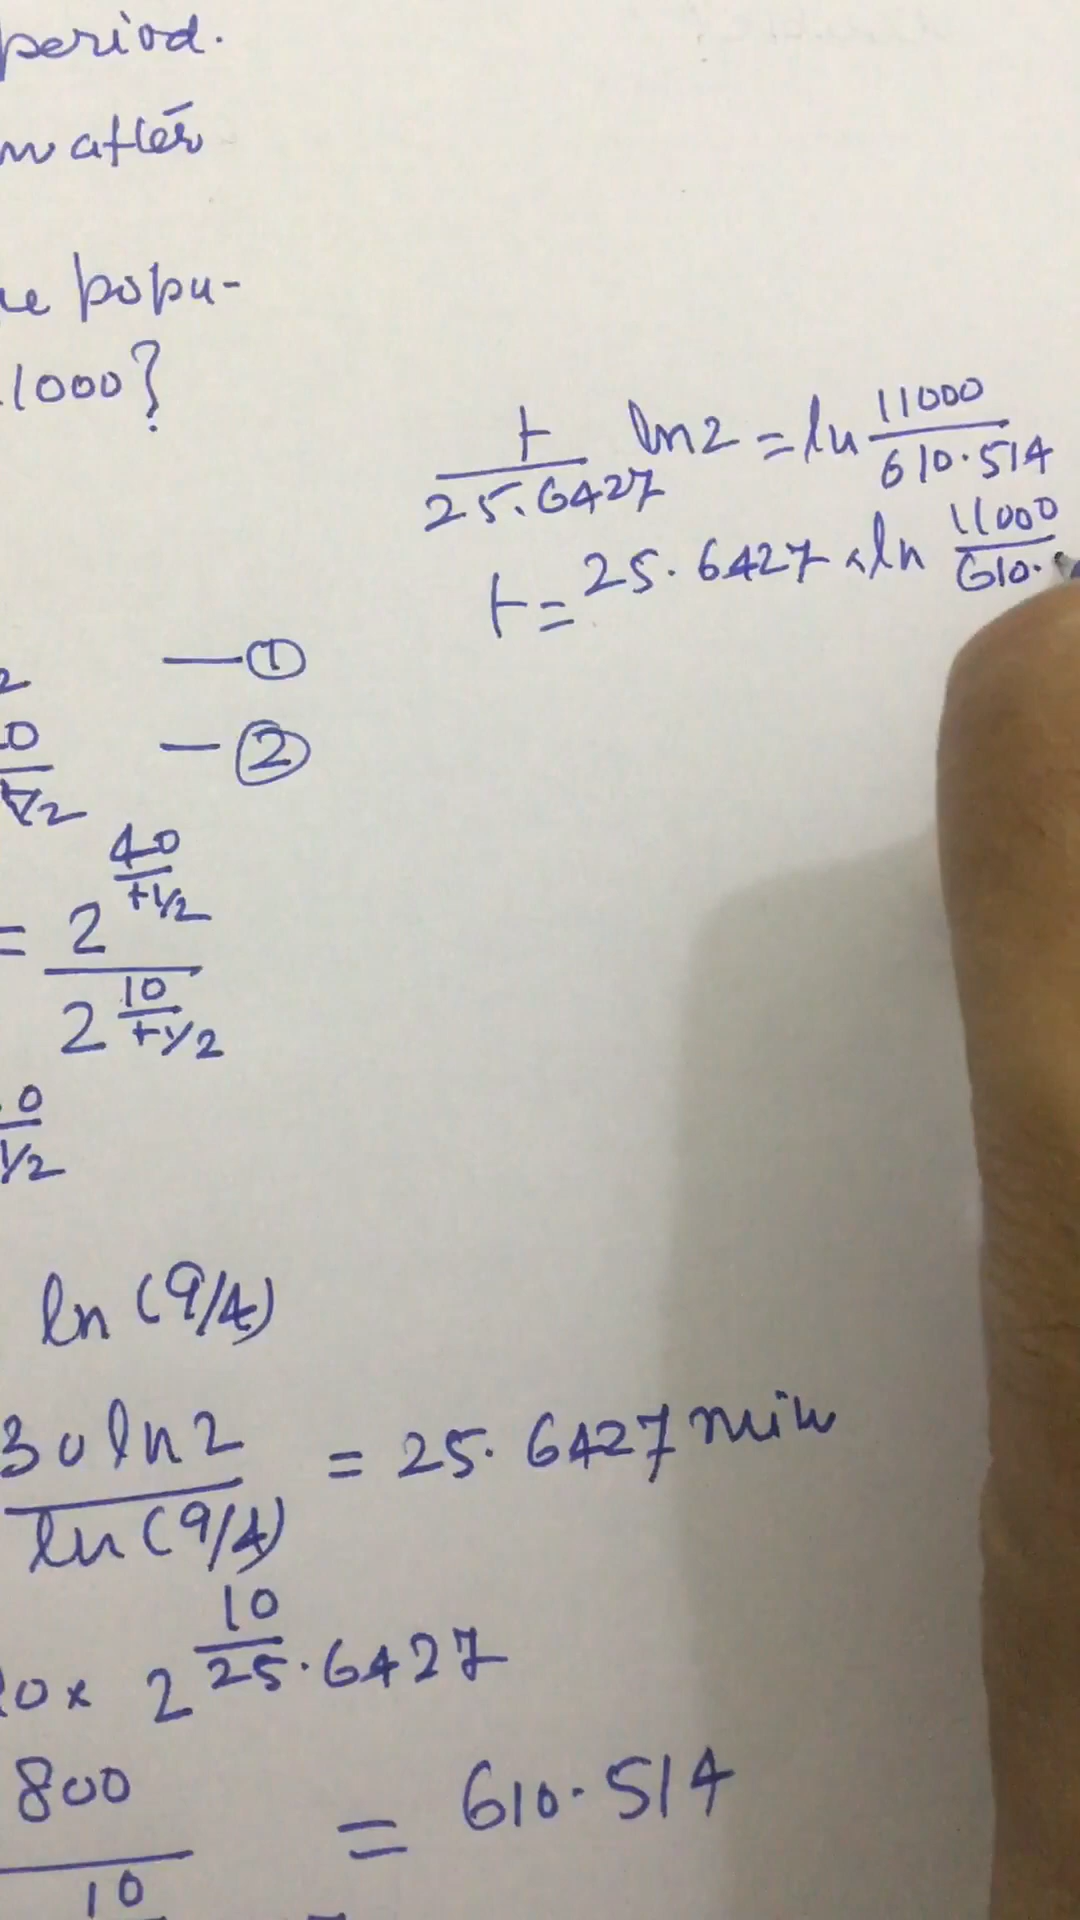 period.
after
popu-
1000?
t/25.6427 ln2 = ln 11000/610.514
t = 25.6427 × ln 11000/610.
—①
—②
= 2^(40/t1/2) / 2^(10/t1/2)
ln (9/4)
30 ln 2 / ln (9/4) = 25.6427 min
0 × 2^(10/25.6427)
800 / 10 = 610.514